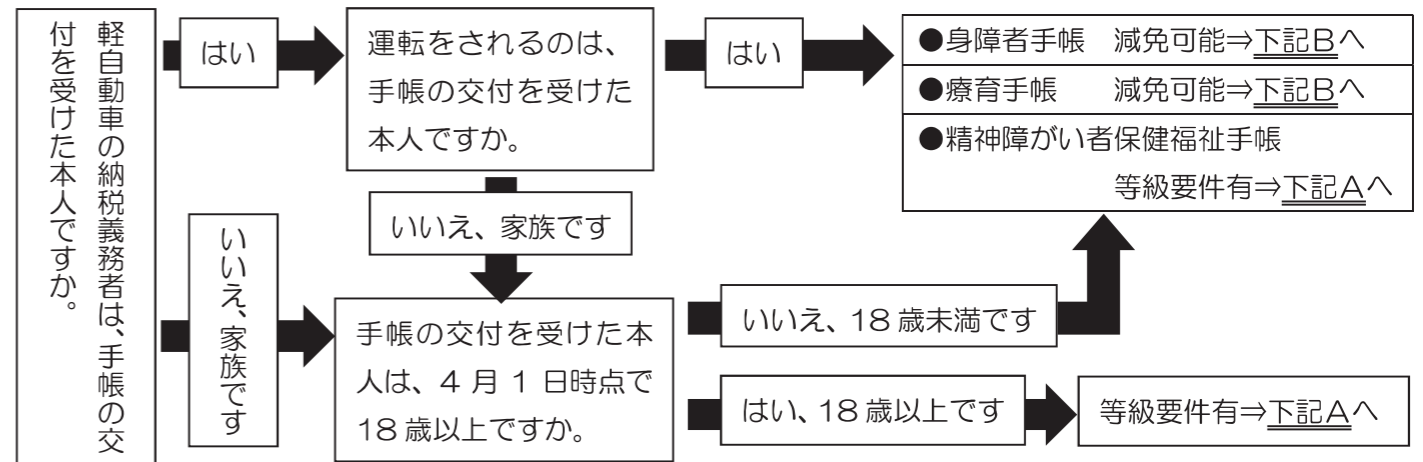 軽自動車の納税義務者は、手帳の交
付を受けた本人ですか。
はい
運転をされるのは、
手帳の交付を受けた
本人ですか。
はい
●身障者手帳　減免可能⇒下記Bへ
●療育手帳　　減免可能⇒下記Bへ
●精神障がい者保健福祉手帳
等級要件有⇒下記Aへ
いいえ、家族です
いいえ、家族です
手帳の交付を受けた本
人は、4 月 1 日時点で
18 歳以上ですか。
いいえ、18 歳未満です
はい、18 歳以上です
等級要件有⇒下記Aへ